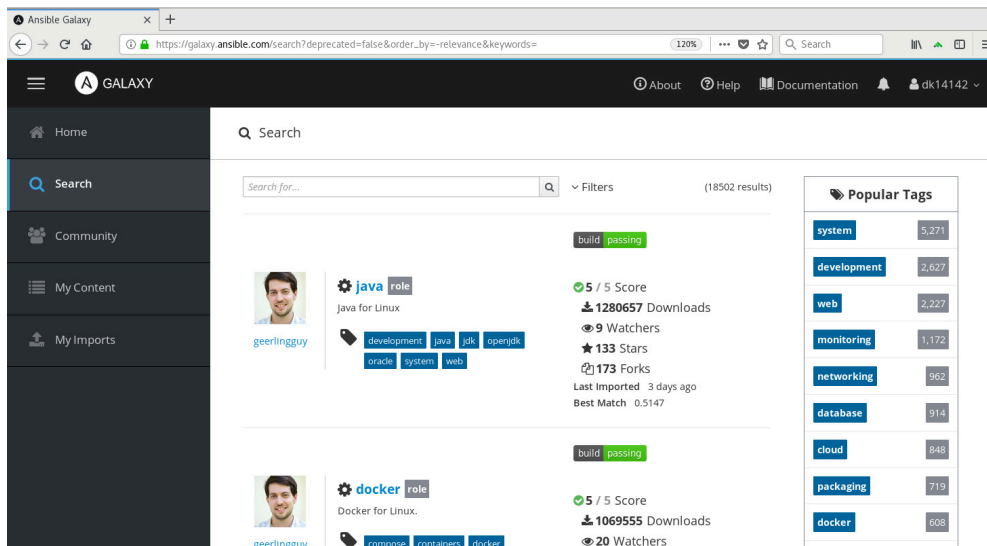 Ansible Galaxy × +
https://galaxy.ansible.com/search?deprecated=false&order_by=-relevance&keywords= 120% Search
A GALAXY About Help Documentation dk14142
Home
Search
Community
My Content
My Imports
Search
Search for... Filters (18502 results)
build passing
java role
Java for Linux
development java jdk openjdk
oracle system web
geerlingguy
5 / 5 Score
1280657 Downloads
9 Watchers
133 Stars
173 Forks
Last Imported 3 days ago
Best Match 0.5147
build passing
docker role
Docker for Linux.
compose containers docker
geerlingguy
5 / 5 Score
1069555 Downloads
20 Watchers
Popular Tags
system 5,271
development 2,627
web 2,227
monitoring 1,172
networking 962
database 914
cloud 848
packaging 719
docker 608